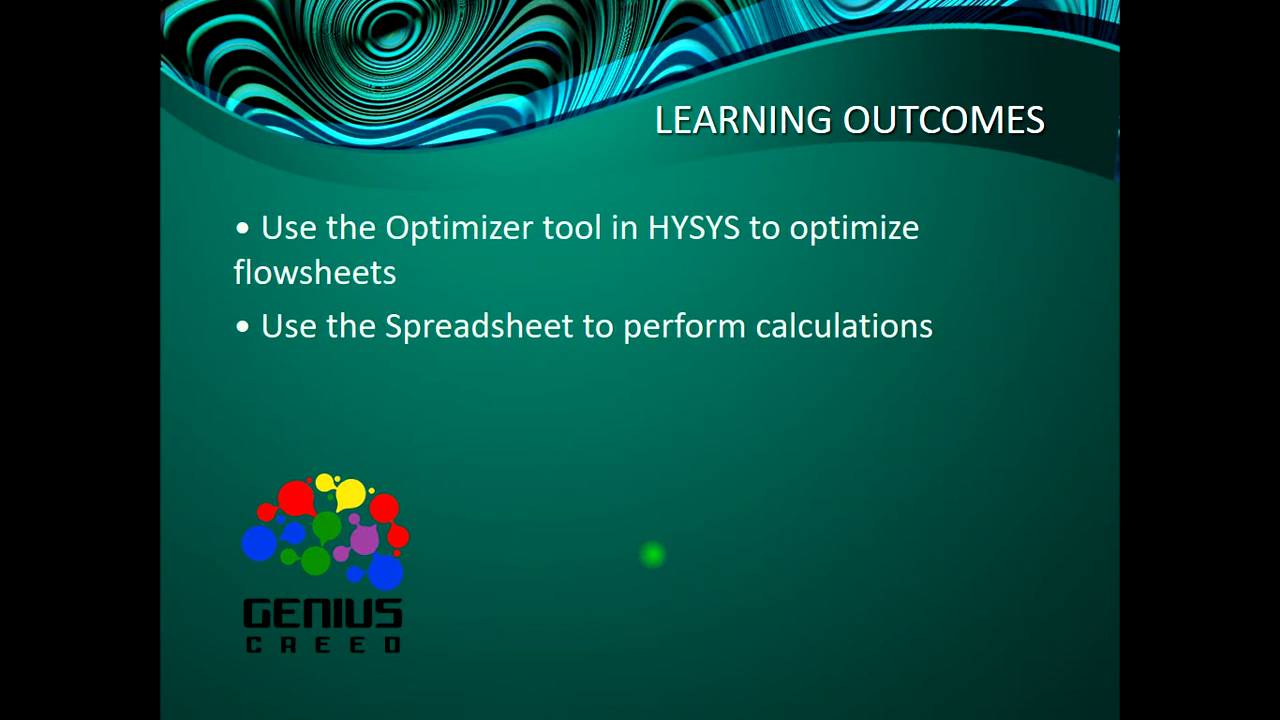 LEARNING OUTCOMES
• Use the Optimizer tool in HYSYS to optimize
flowsheets
• Use the Spreadsheet to perform calculations
GENIUS
CREED